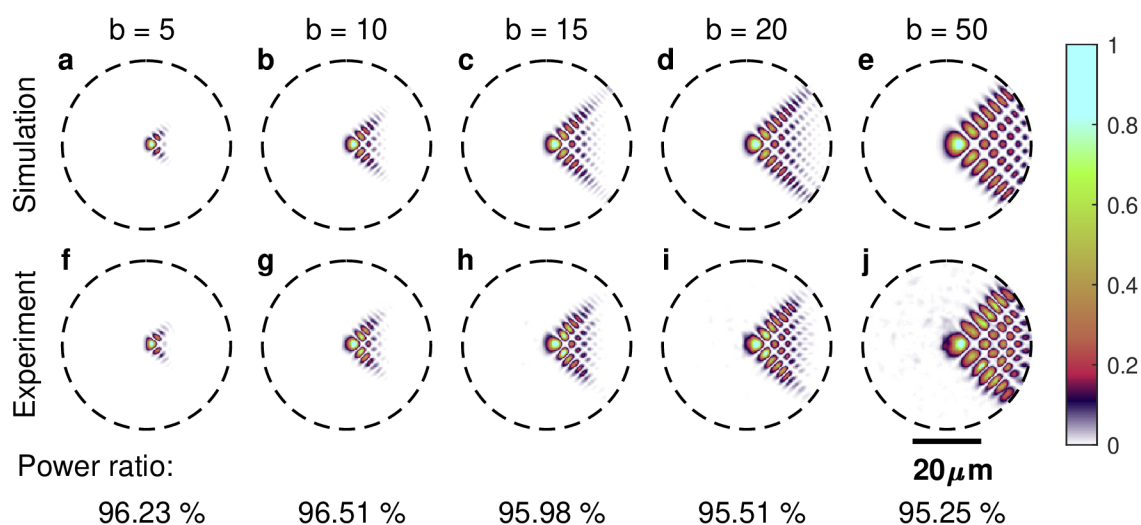 b = 5 b = 10 b = 15 b = 20 b = 50
a b c d e
Simulation
1
0.8
0.6
0.4
0.2
0
f g h i j
Experiment
20μm
Power ratio:
96.23 % 96.51 % 95.98 % 95.51 % 95.25 %